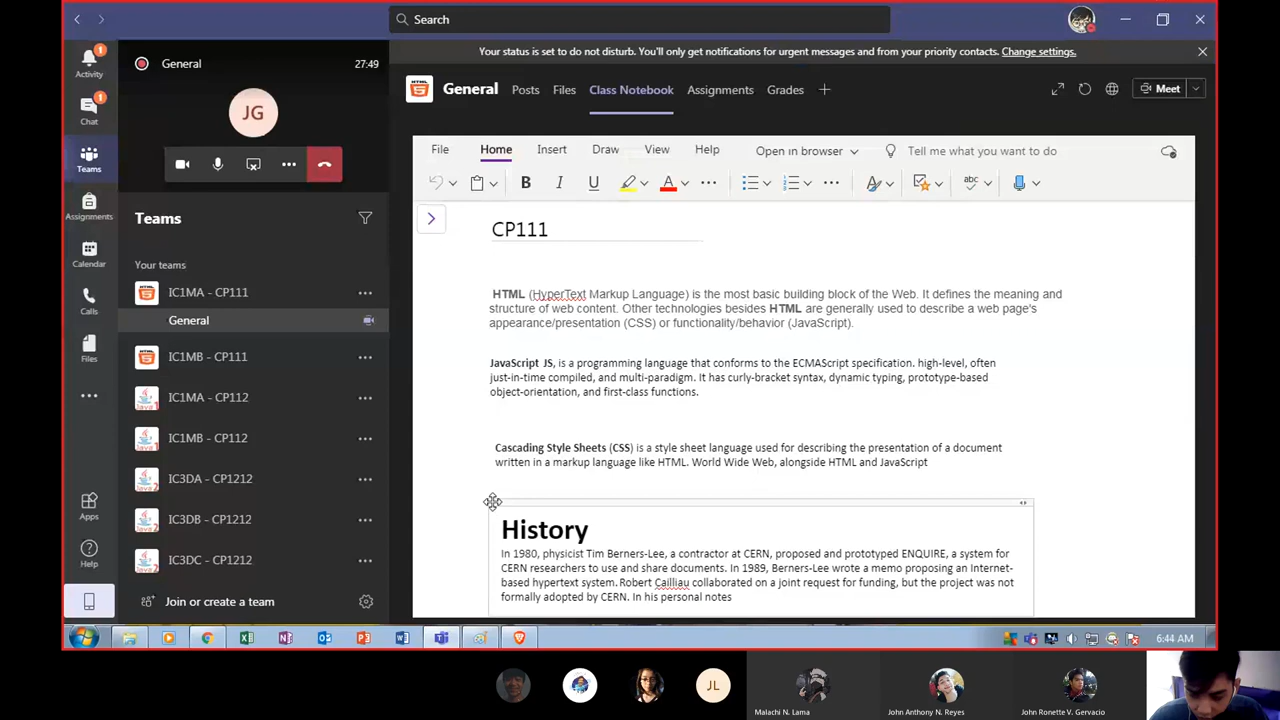 Search
Your status is set to do not disturb. You'll only get notifications for urgent messages and from your priority contacts. Change settings.
Activity
Chat
Teams
Assignments
Calendar
Calls
Files
Apps
Help
General
27:49
JG
Teams
Your teams
IC1MA - CP111
General
IC1MB - CP111
IC1MA - CP112
IC1MB - CP112
IC3DA - CP1212
IC3DB - CP1212
IC3DC - CP1212
Join or create a team
General Posts Files Class Notebook Assignments Grades
Meet
File Home Insert Draw View Help Open in browser Tell me what you want to do
B I U A abc
CP111
HTML (HyperText Markup Language) is the most basic building block of the Web. It defines the meaning and
structure of web content. Other technologies besides HTML are generally used to describe a web page's
appearance/presentation (CSS) or functionality/behavior (JavaScript).
JavaScript JS, is a programming language that conforms to the ECMAScript specification. high-level, often
just-in-time compiled, and multi-paradigm. It has curly-bracket syntax, dynamic typing, prototype-based
object-orientation, and first-class functions.
Cascading Style Sheets (CSS) is a style sheet language used for describing the presentation of a document
written in a markup language like HTML. World Wide Web, alongside HTML and JavaScript
History
In 1980, physicist Tim Berners-Lee, a contractor at CERN, proposed and prototyped ENQUIRE, a system for
CERN researchers to use and share documents. In 1989, Berners-Lee wrote a memo proposing an Internet-
based hypertext system. Robert Cailliau collaborated on a joint request for funding, but the project was not
formally adopted by CERN. In his personal notes
6:44 AM
JL
Malachi N. Lama
John Anthony N. Reyes
John Ronette V. Gervacio